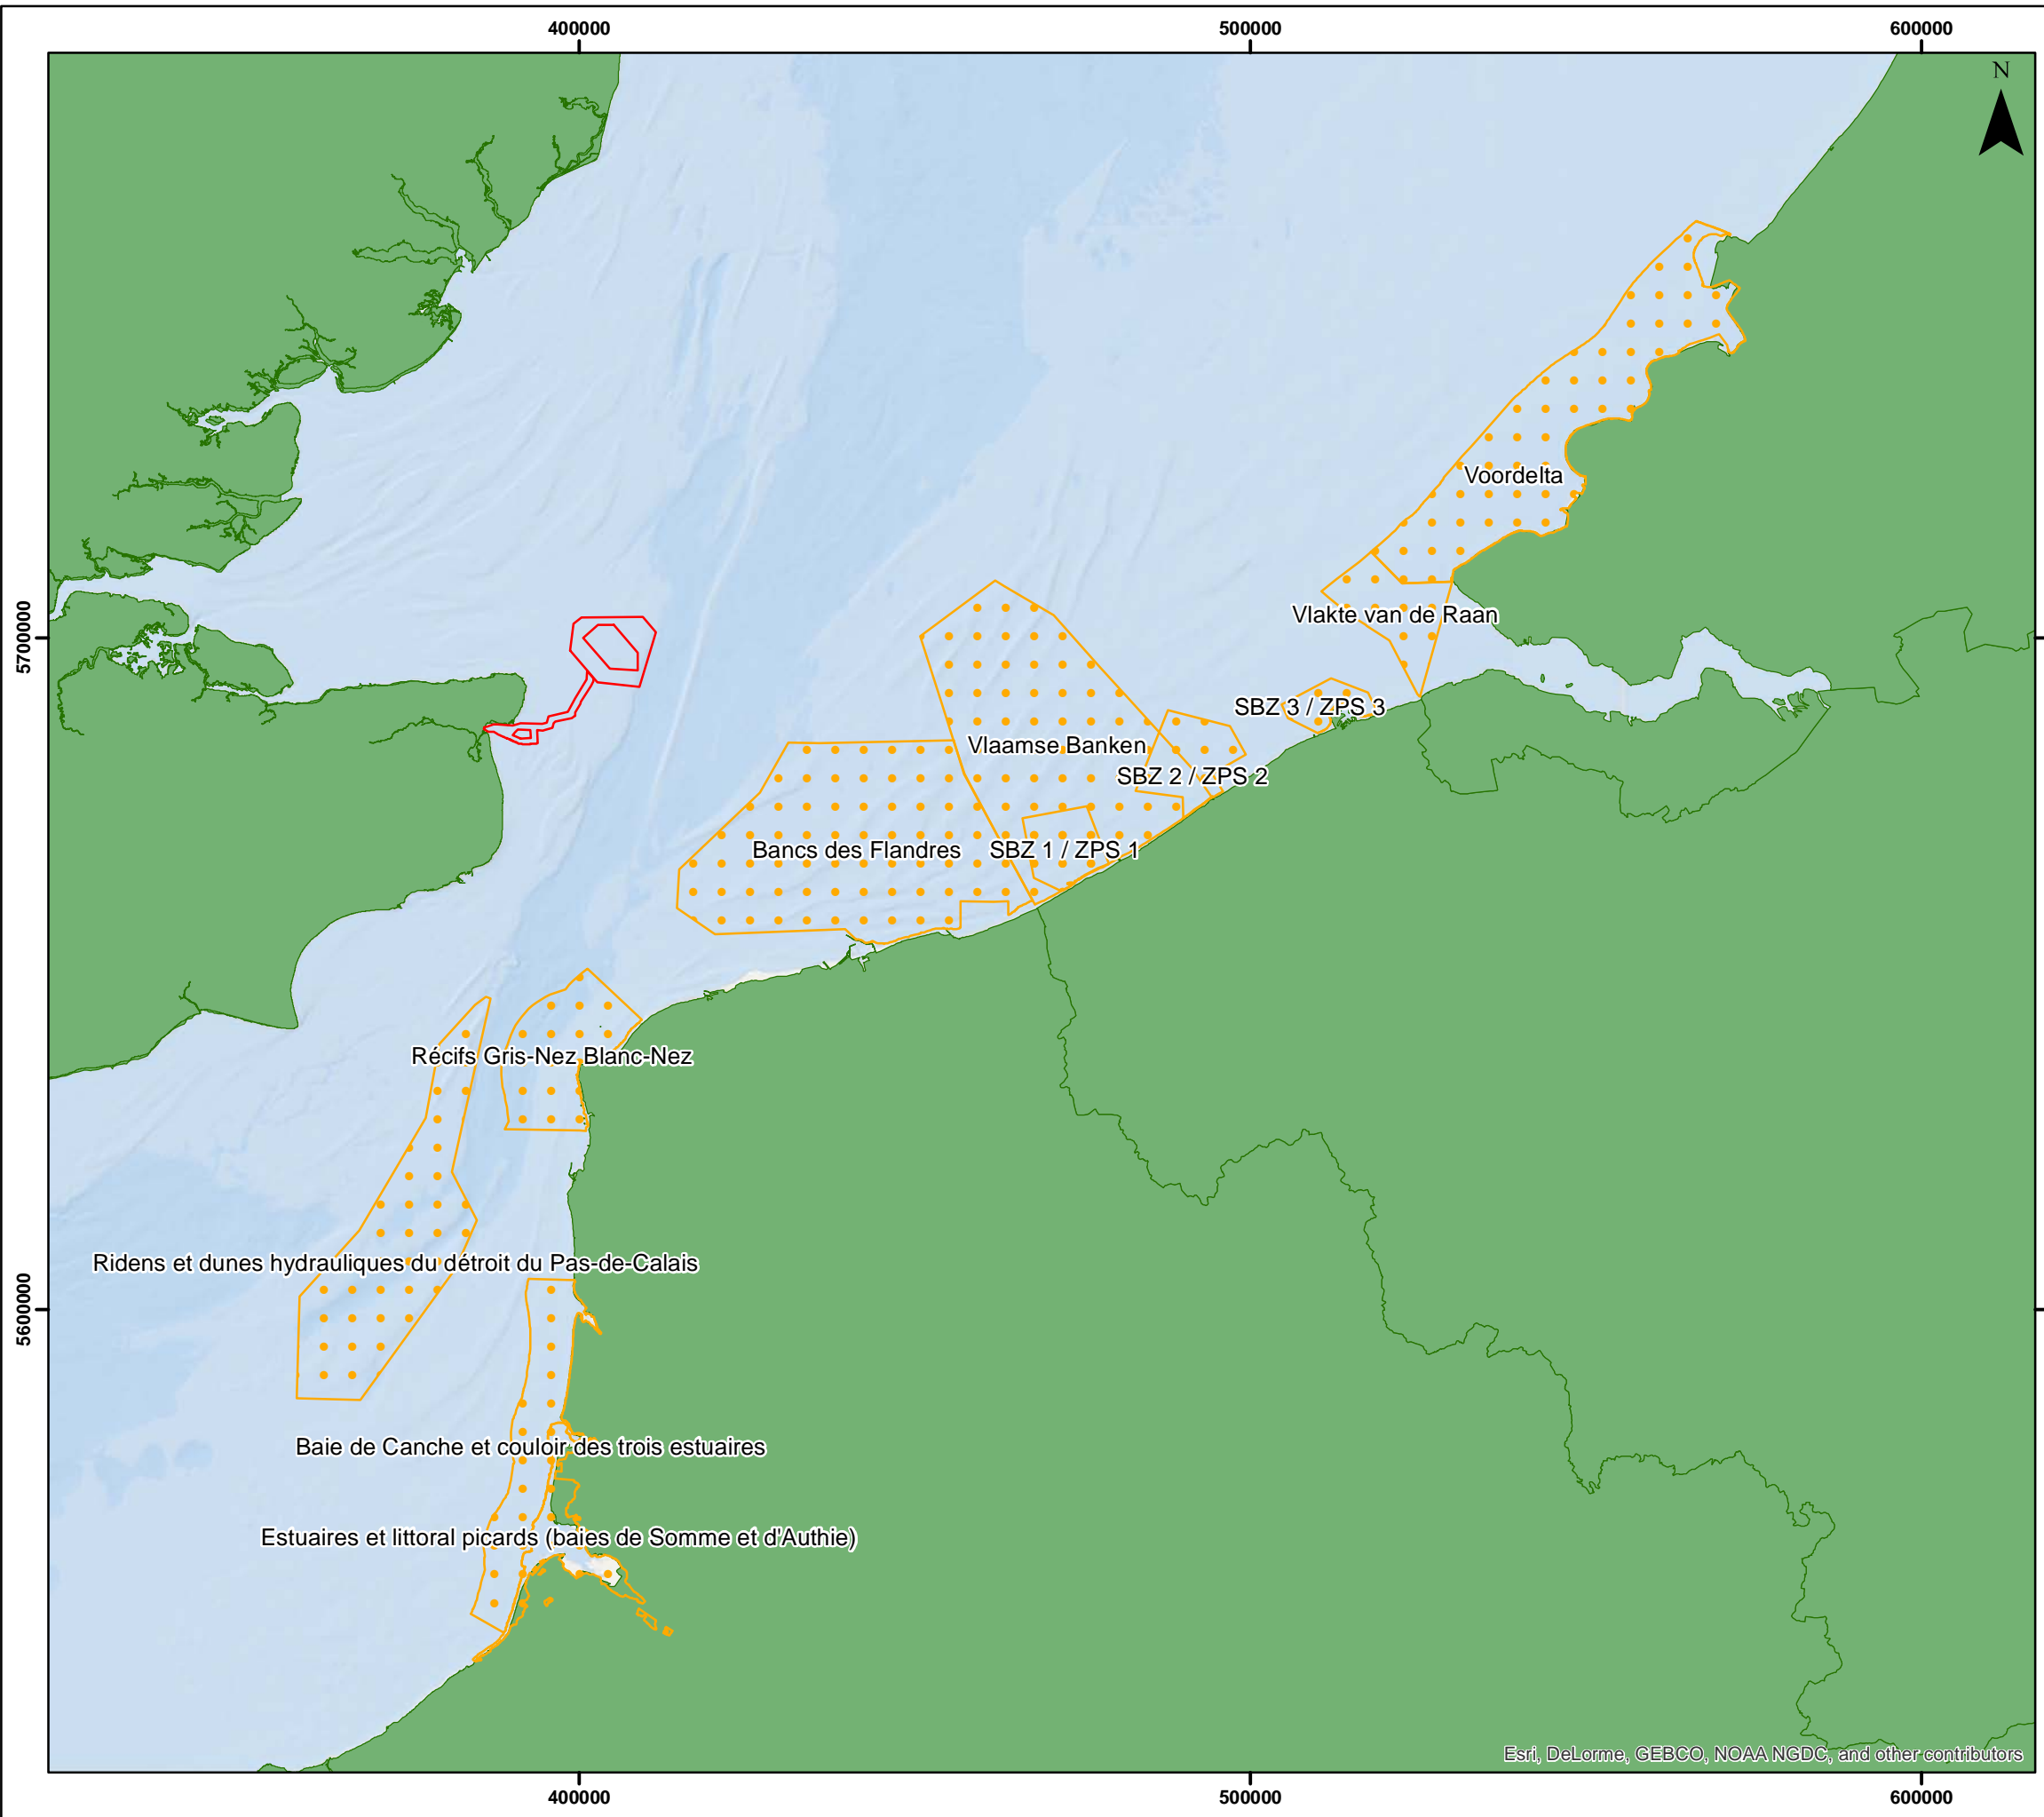 400000
500000
600000
N
Voordelta
5700000
Vlakte van de Raan
SBZ 3 / ZPS 3
Vlaamse Banken
SBZ 2 / ZPS 2
Bancs des Flandres
SBZ 1 / ZPS 1
Récifs Gris-Nez Blanc-Nez
Ridens et dunes hydrauliques du détroit du Pas-de-Calais
5600000
Baie de Canche et couloir des trois estuaires
Estuaires et littoral picards (baies de Somme et d'Authie)
Esri, DeLorme, GEBCO, NOAA NGDC, and other contributors
400000
500000
600000